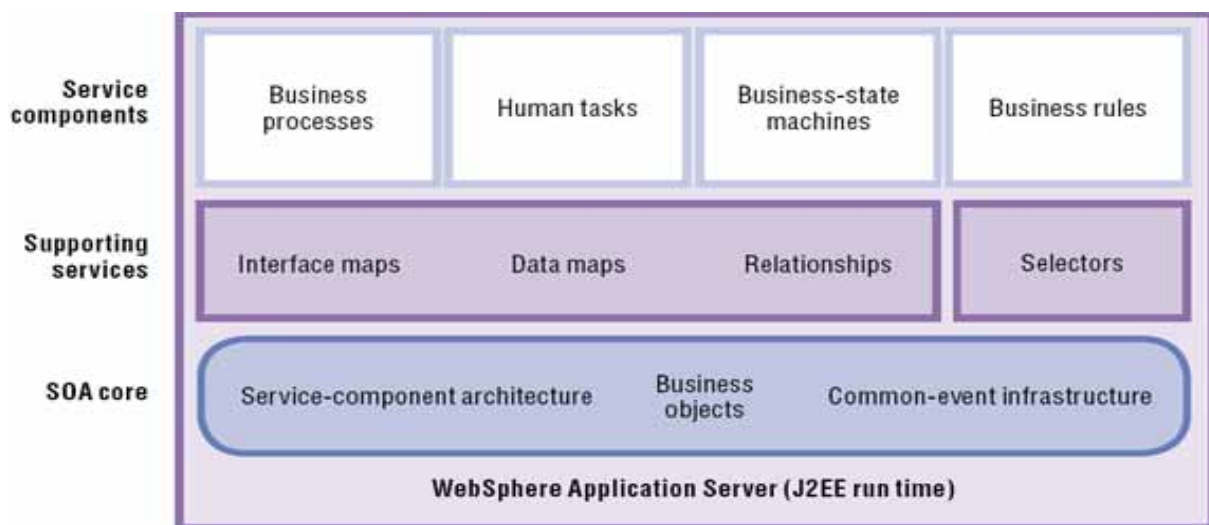 Service
components
Business
processes
Human tasks
Business-state
machines
Business rules
Supporting
services
Interface maps
Data maps
Relationships
Selectors
SOA core
Service-component architecture
Business
objects
Common-event infrastructure
WebSphere Application Server (J2EE run time)